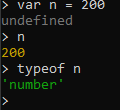 > var n = 200
undefined
> n
200
> typeof n
'number'
>